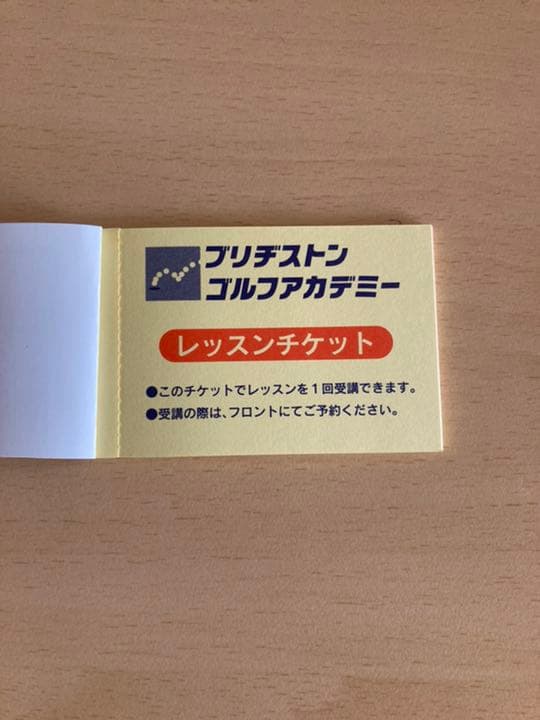 ブリヂストン
ゴルフアカデミー
レッスンチケット
●このチケットでレッスンを1回受講できます。
●受講の際は、フロントにてご予約ください。